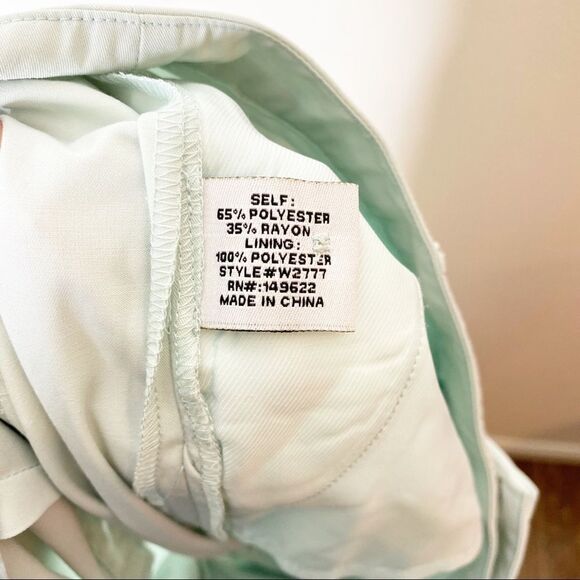 SELF:
65% POLYESTER
35% RAYON
LINING:
100% POLYESTER
STYLE#W2777
RN#:149622
MADE IN CHINA